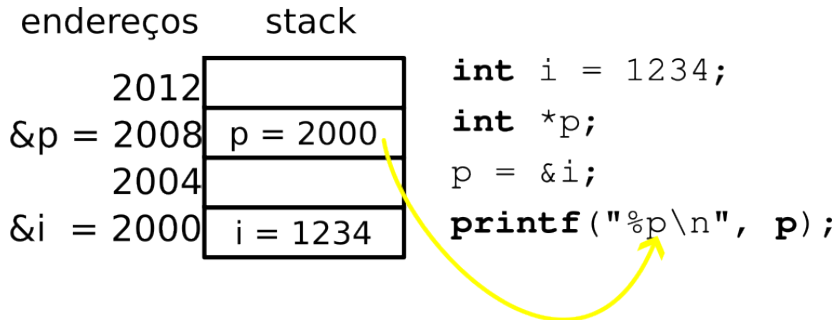 endereços stack
2012
&p = 2008 p = 2000
2004
&i = 2000 i = 1234
int i = 1234;
int *p;
p = &i;
printf("%p\n", p);